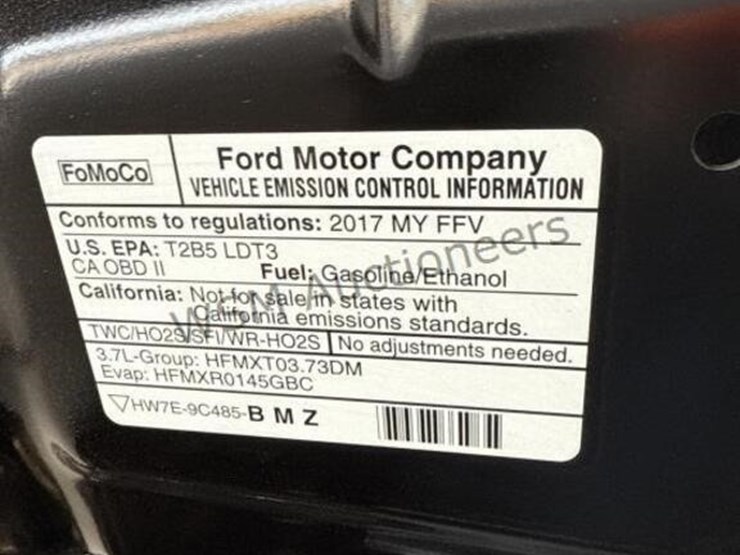 FoMoCo
Ford Motor Company
VEHICLE EMISSION CONTROL INFORMATION
Conforms to regulations: 2017 MY FFV
U.S. EPA: T2B5 LDT3
CA OBD II Fuel: Gasoline/Ethanol
California: Not for sale in states with
California emissions standards.
TWC/HO2S/SFI/WR-HO2S No adjustments needed.
3.7L-Group: HFMXT03.73DM
Evap: HFMXR0145GBC
HW7E-9C485-B M Z
Auctioneers